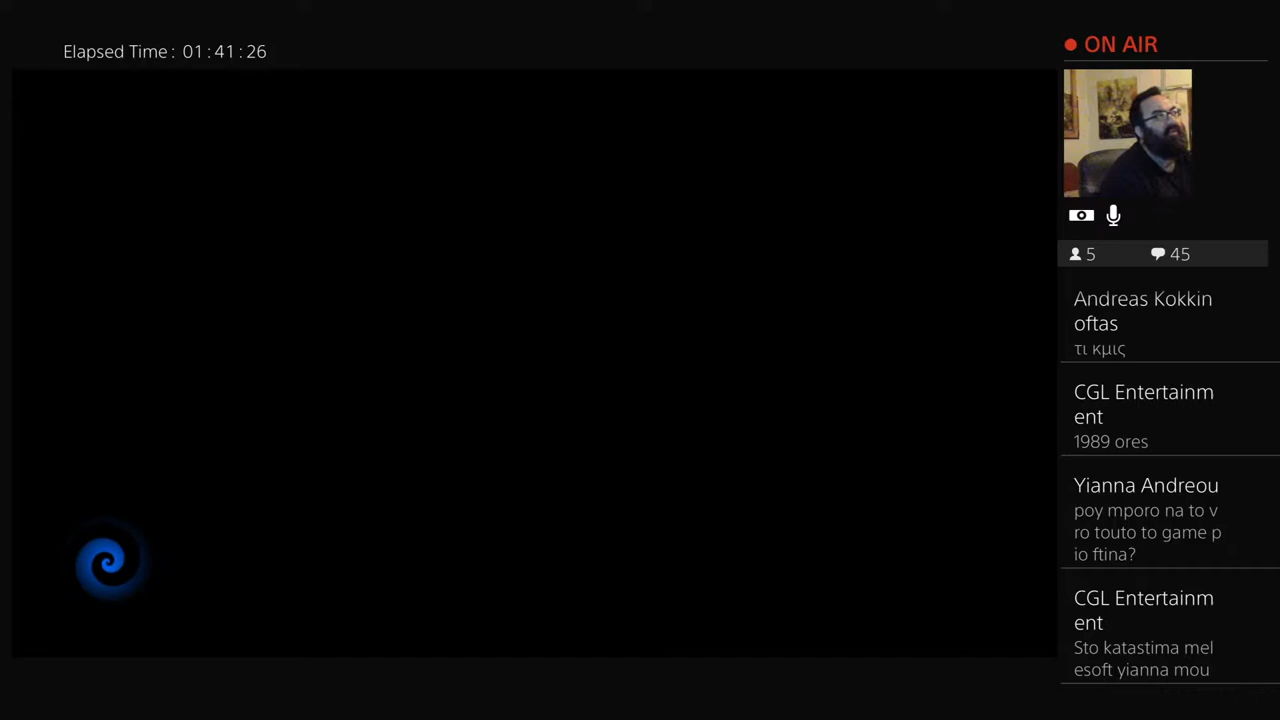 Elapsed Time: 01:41:26
ON AIR
5 45
Andreas Kokkin
oftas
τι κμις
CGL Entertainm
ent
1989 ores
Yianna Andreou
poy mporo na to v
ro touto to game p
io ftina?
CGL Entertainm
ent
Sto katastima mel
esoft yianna mou